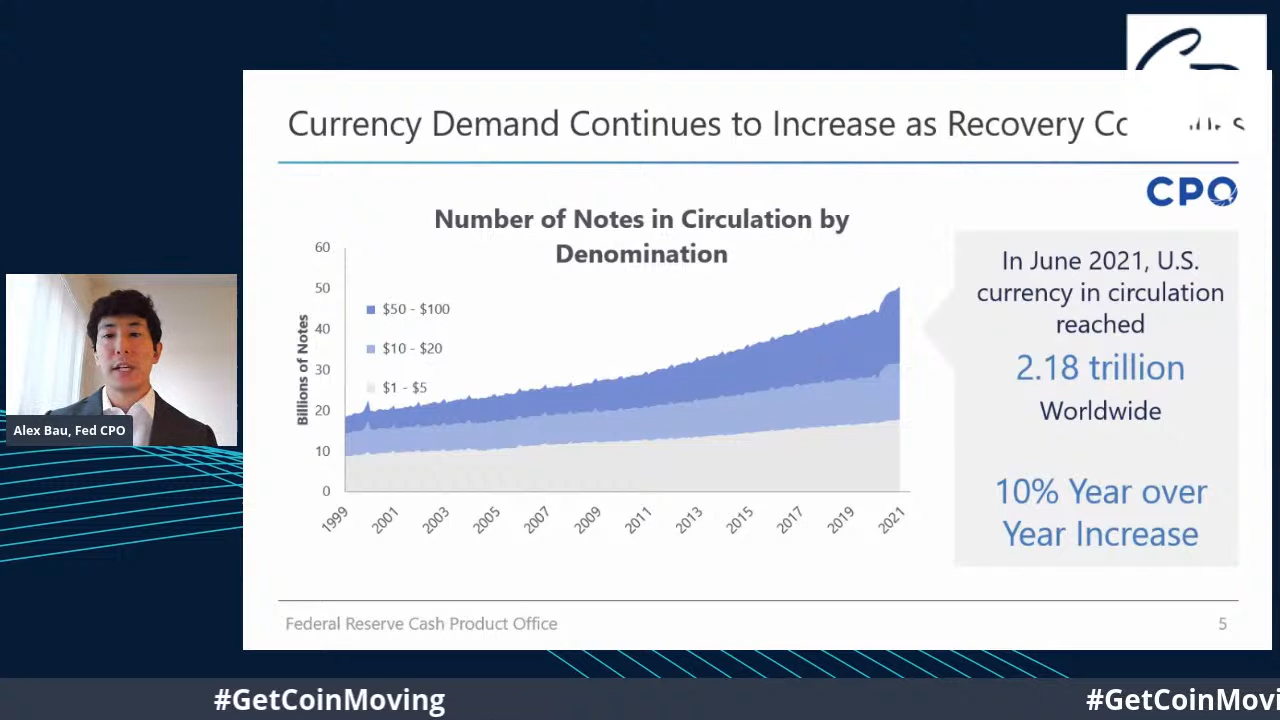 Currency Demand Continues to Increase as Recovery
CPO
Number of Notes in Circulation by
Denomination
60
50
40
30
20
10
0
Billions of Notes
$50 - $100
$10 - $20
$1 - $5
1999
2001
2003
2005
2007
2009
2011
2013
2015
2017
2019
2021
In June 2021, U.S.
currency in circulation
reached
2.18 trillion
Worldwide
10% Year over
Year Increase
Alex Bau, Fed CPO
Federal Reserve Cash Product Office
5
#GetCoinMoving
#GetCoinMovi